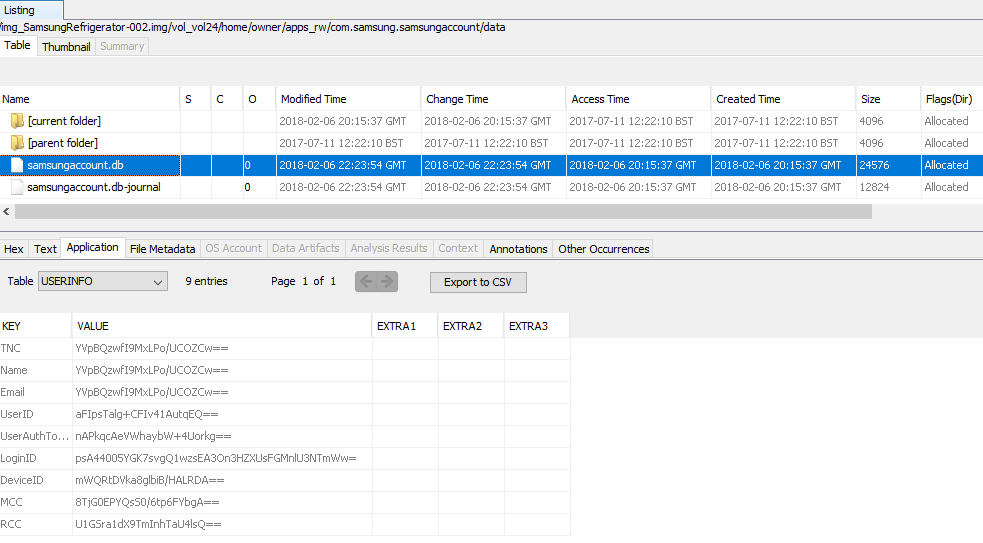 Listing
/img_SamsungRefrigerator-002.img/vol_vol24/home/owner/apps_rw/com.samsung.samsungaccount/data
Table Thumbnail Summary
Name S C O Modified Time Change Time Access Time Created Time Size Flags(Dir)
[current folder] 2018-02-06 20:15:37 GMT 2018-02-06 20:15:37 GMT 2017-07-11 12:22:10 BST 2017-07-11 12:22:10 BST 4096 Allocated
[parent folder] 2017-07-11 12:22:10 BST 2017-07-11 12:22:10 BST 2017-07-11 12:22:10 BST 2017-07-11 12:22:10 BST 4096 Allocated
samsungaccount.db 0 2018-02-06 22:23:54 GMT 2018-02-06 22:23:54 GMT 2018-02-06 20:15:37 GMT 2018-02-06 20:15:37 GMT 24576 Allocated
samsungaccount.db-journal 0 2018-02-06 22:23:54 GMT 2018-02-06 22:23:54 GMT 2018-02-06 20:15:37 GMT 2018-02-06 20:15:37 GMT 12824 Allocated
Hex Text Application File Metadata OS Account Data Artifacts Analysis Results Context Annotations Other Occurrences
Table USERINFO 9 entries Page 1 of 1 Export to CSV
KEY VALUE EXTRA1 EXTRA2 EXTRA3
TNC YVpBQzwfI9MxLPo/UCOZCw==
Name YVpBQzwfI9MxLPo/UCOZCw==
Email YVpBQzwfI9MxLPo/UCOZCw==
UserID aFIpsTalg+CFIv41AutqEQ==
UserAuthTo... nAPkqcAeVWhaybW+4Uorkg==
LoginID psA44005YGK7svgQ1wzsEA3On3HZXUsFGMnlU3NTmWw=
DeviceID mWQRtDVka8glbiB/HALRDA==
MCC 8TjG0EPYQsS0/6tp6FYbgA==
RCC U1GSra1dX9TmInhTaU4lsQ==